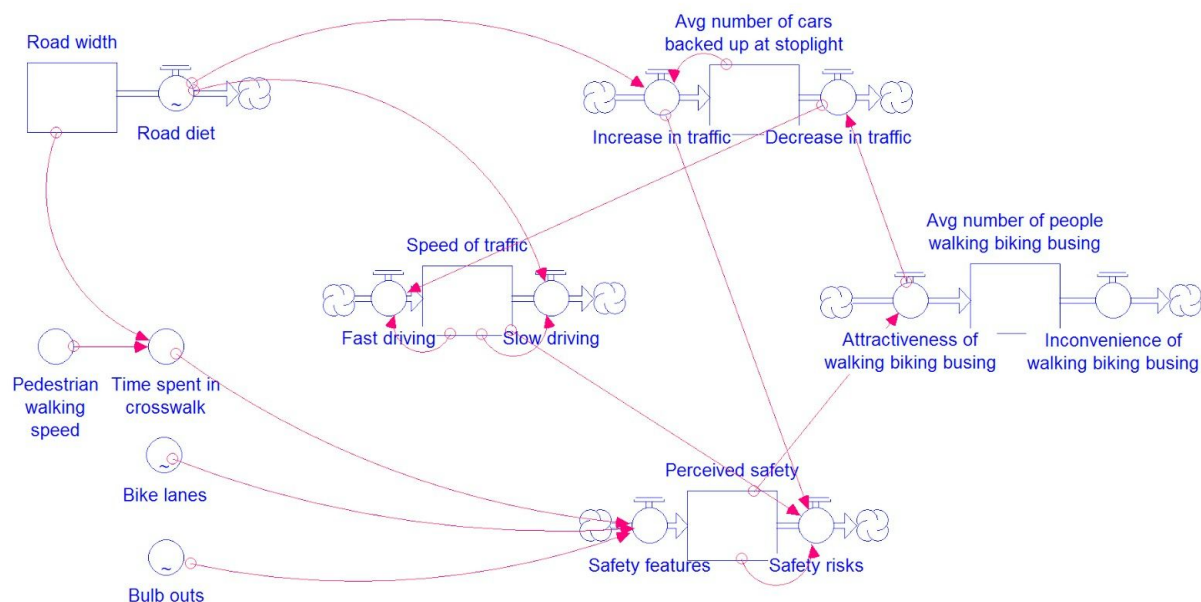 Road width
Road diet
Avg number of cars
backed up at stoplight
Increase in traffic
Decrease in traffic
Speed of traffic
Fast driving
Slow driving
Avg number of people
walking biking busing
Attractiveness of
walking biking busing
Inconvenience of
walking biking busing
Pedestrian
walking
speed
Time spent in
crosswalk
Bike lanes
Bulb outs
Perceived safety
Safety features
Safety risks